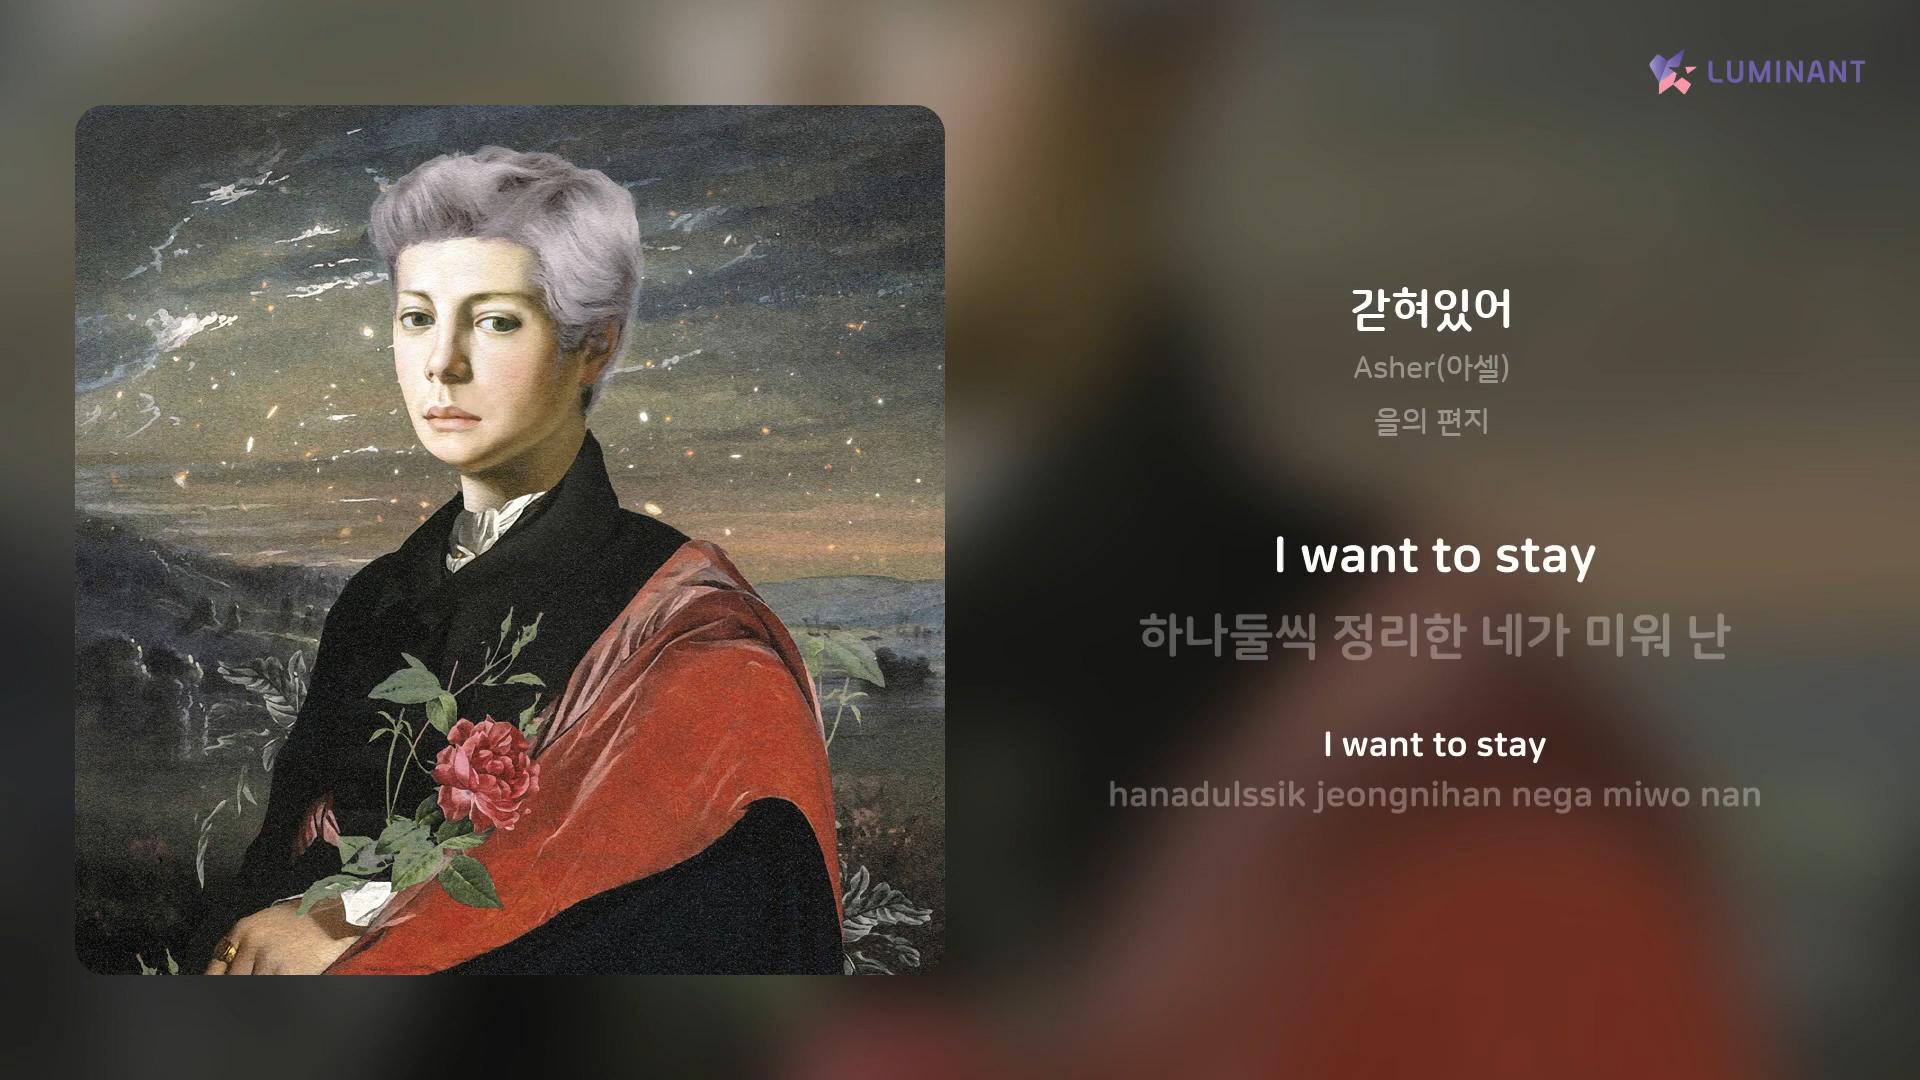 LUMINANT
갇혀있어
Asher(아셀)
을의 편지
I want to stay
하나둘씩 정리한 네가 미워 난
I want to stay
hanadulssik jeongnihan nega miwo nan